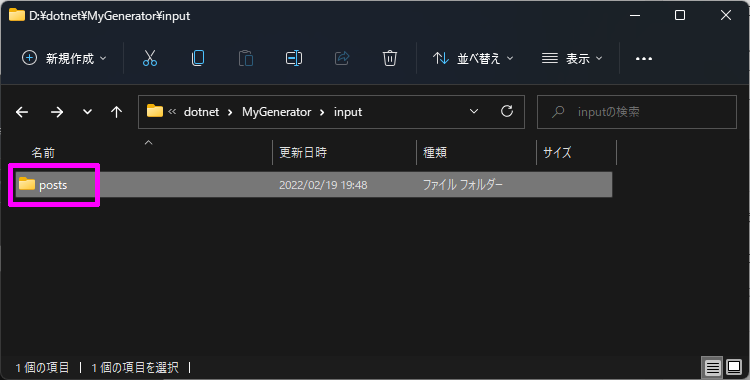 D:¥dotnet¥MyGenerator¥input
新規作成 並べ替え 表示
« dotnet MyGenerator input inputの検索
名前 更新日時 種類 サイズ
posts 2022/02/19 19:48 ファイル フォルダー
1 個の項目 1 個の項目を選択